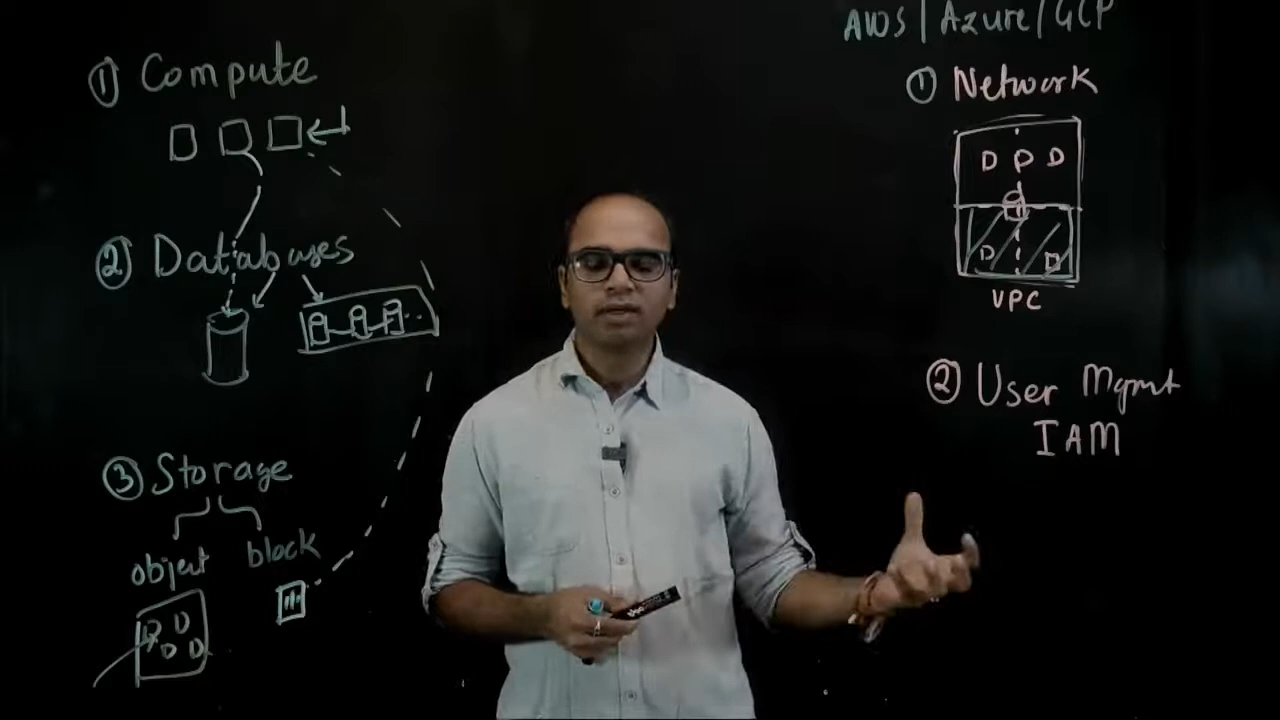 ① Compute
② Databases
③ Storage
object block
AWS | Azure / GCP
① Network
D D D
D D
VPC
② User Mgmt
IAM